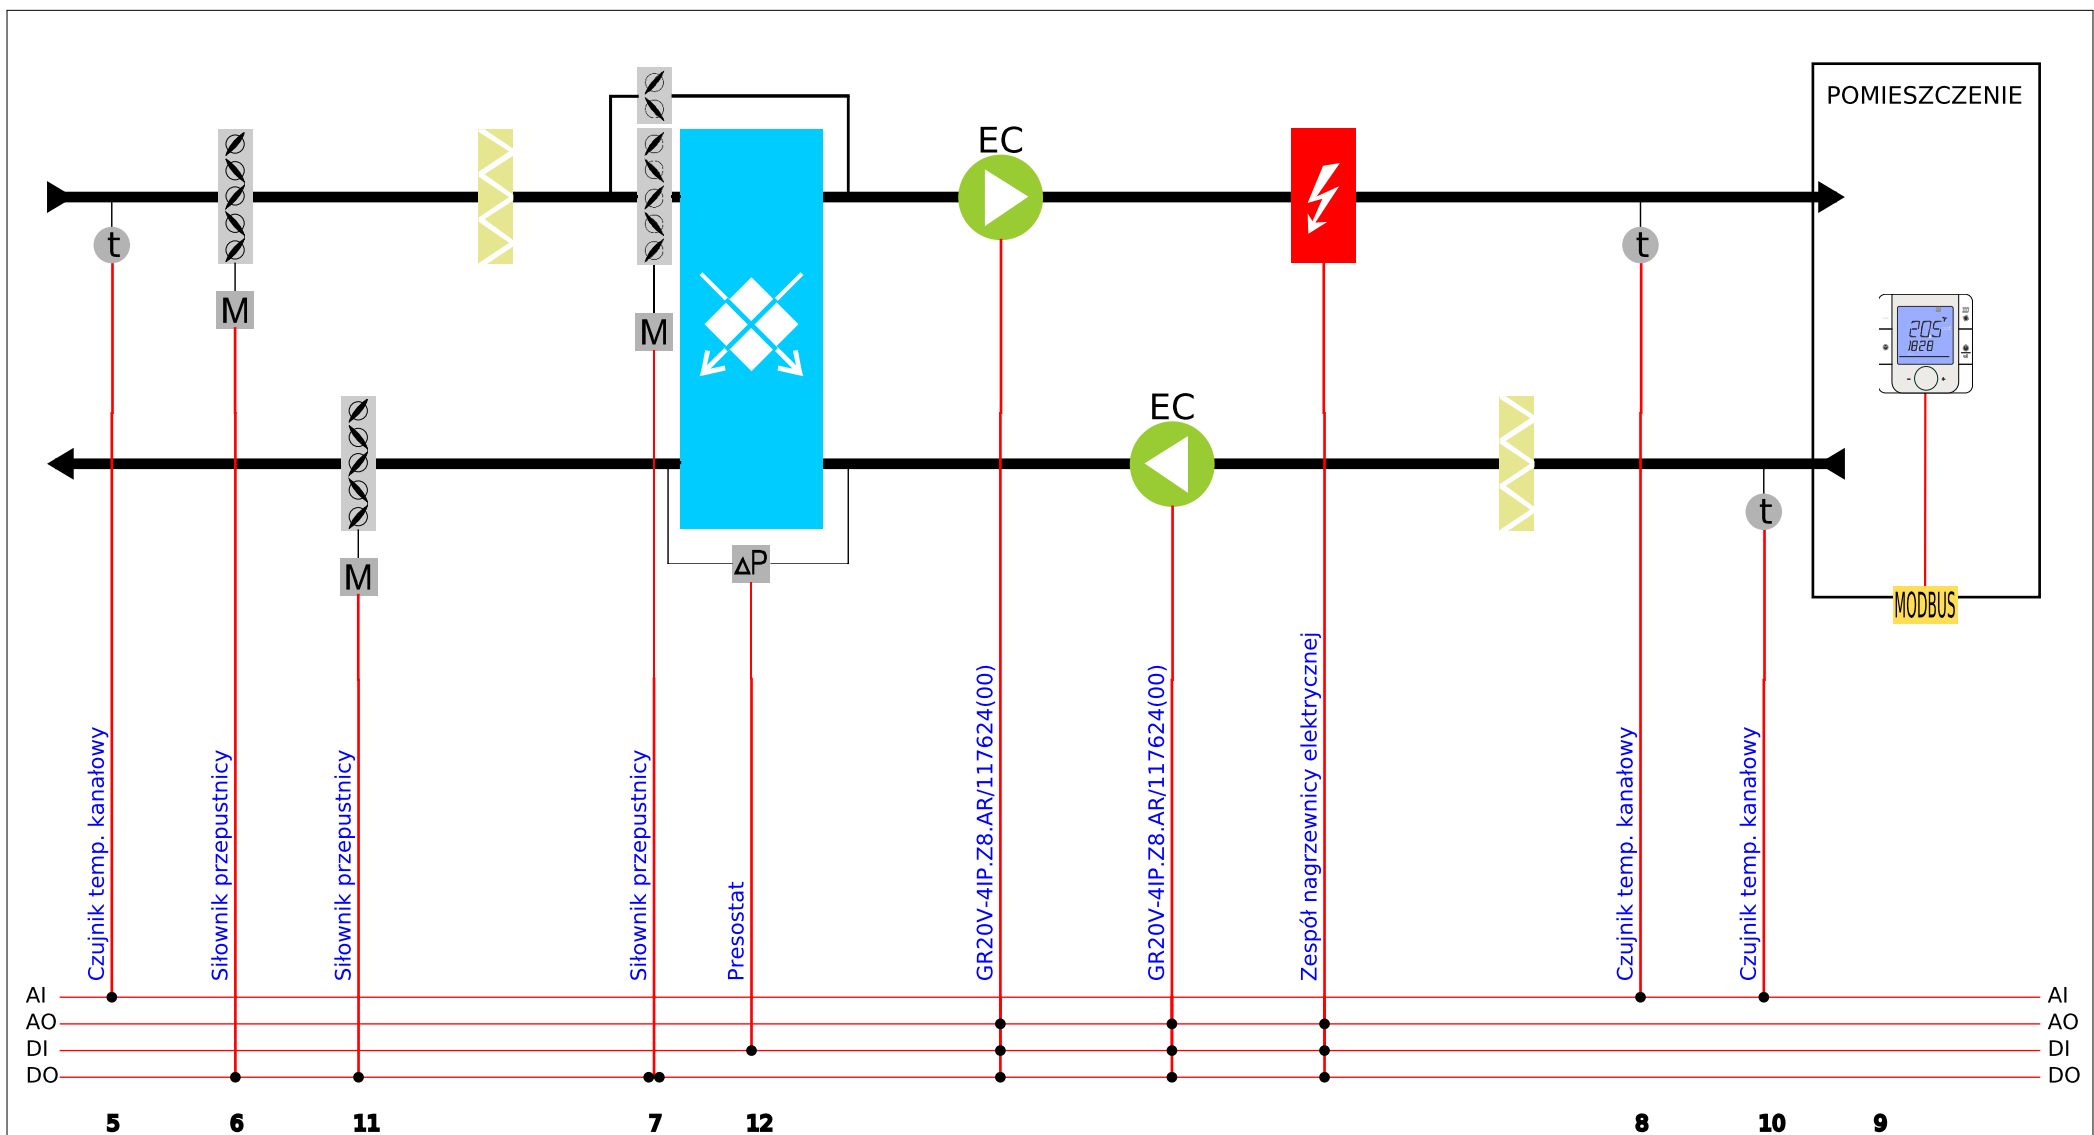 POMIESZCZENIE
EC
t
t
M
M
205
1828
EC
t
M
ΔP
MODBUS
Czujnik temp. kanałowy
Siłownik przepustnicy
Siłownik przepustnicy
Siłownik przepustnicy
Presostat
GR20V-4IP.Z8.AR/117624(00)
GR20V-4IP.Z8.AR/117624(00)
Zespół nagrzewnicy elektrycznej
Czujnik temp. kanałowy
Czujnik temp. kanałowy
AI AI
AO AO
DI DI
DO DO
5 6 11 7 12 8 10 9